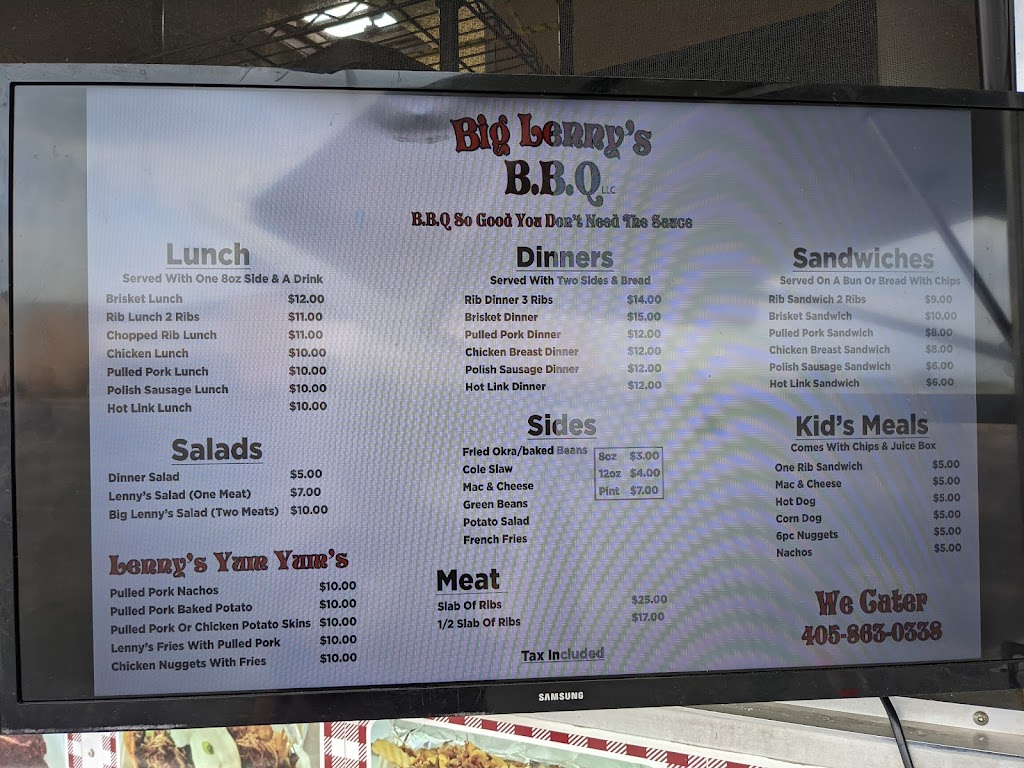 Big Lenny's
B.B.Q LLC
B.B.Q So Good You Don't Need The Sauce
Lunch
Served With One 8oz Side & A Drink
Brisket Lunch $12.00
Rib Lunch 2 Ribs $11.00
Chopped Rib Lunch $11.00
Chicken Lunch $10.00
Pulled Pork Lunch $10.00
Polish Sausage Lunch $10.00
Hot Link Lunch $10.00
Salads
Dinner Salad $5.00
Lenny's Salad (One Meat) $7.00
Big Lenny's Salad (Two Meats) $10.00
Lenny's Yum Yum's
Pulled Pork Nachos $10.00
Pulled Pork Baked Potato $10.00
Pulled Pork Or Chicken Potato Skins $10.00
Lenny's Fries With Pulled Pork $10.00
Chicken Nuggets With Fries $10.00
Dinners
Served With Two Sides & Bread
Rib Dinner 3 Ribs $14.00
Brisket Dinner $15.00
Pulled Pork Dinner $12.00
Chicken Breast Dinner $12.00
Polish Sausage Dinner $12.00
Hot Link Dinner $12.00
Sides
Fried Okra/baked Beans
Cole Slaw
Mac & Cheese
Green Beans
Potato Salad
French Fries
8oz $3.00
12oz $4.00
Pint $7.00
Meat
Slab Of Ribs $25.00
1/2 Slab Of Ribs $17.00
Tax Included
Sandwiches
Served On A Bun Or Bread With Chips
Rib Sandwich 2 Ribs $9.00
Brisket Sandwich $10.00
Pulled Pork Sandwich $8.00
Chicken Breast Sandwich $8.00
Polish Sausage Sandwich $6.00
Hot Link Sandwich $6.00
Kid's Meals
Comes With Chips & Juice Box
One Rib Sandwich $5.00
Mac & Cheese $5.00
Hot Dog $5.00
Corn Dog $5.00
6pc Nuggets $5.00
Nachos $5.00
We Cater
405-863-0338
SAMSUNG